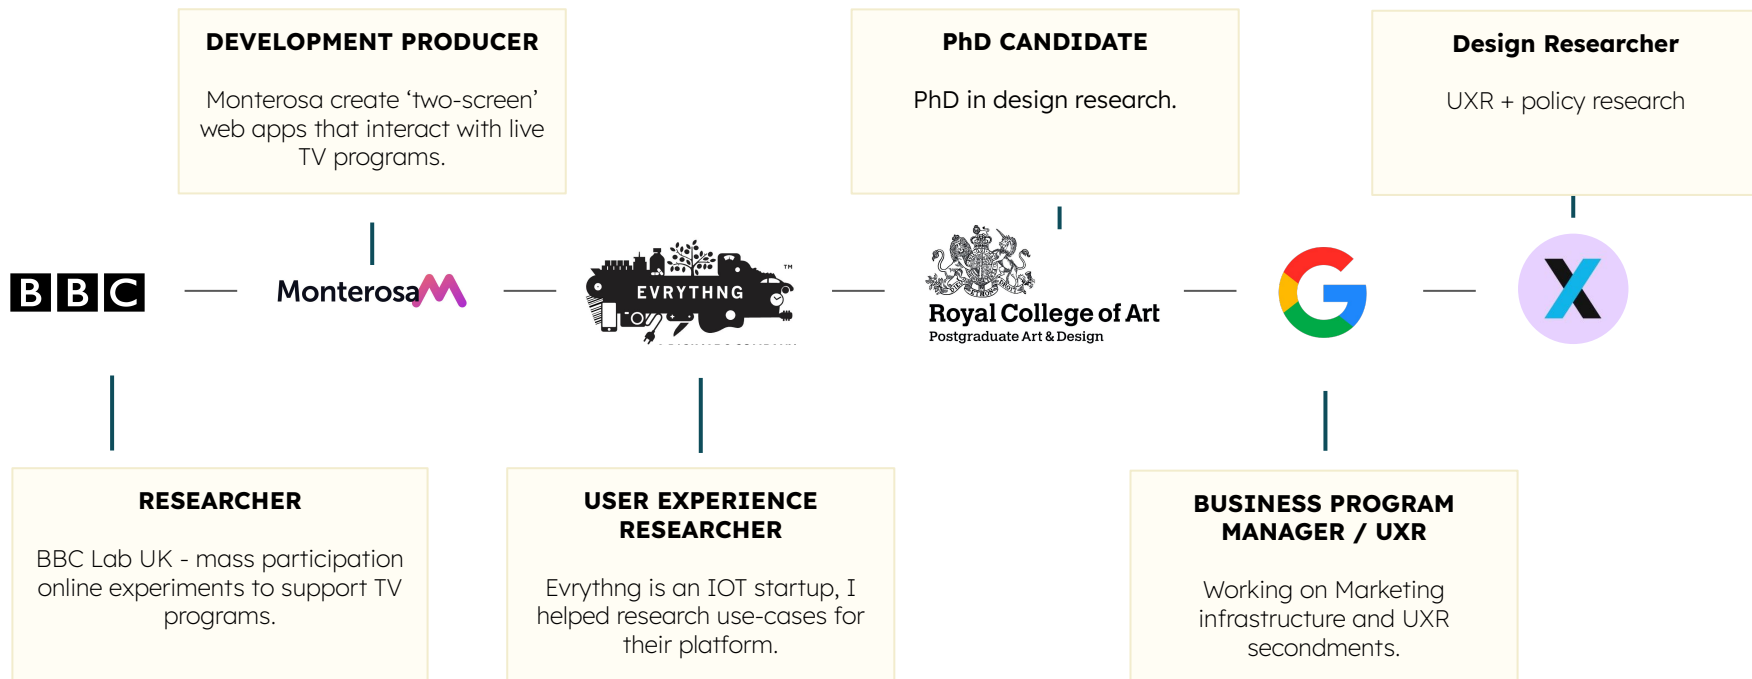 DEVELOPMENT PRODUCER
Monterosa create ‘two-screen’
web apps that interact with live
TV programs.
PhD CANDIDATE
PhD in design research.
Design Researcher
UXR + policy research
BBC
Monterosa
EVRYTHNG
TM
Royal College of Art
Postgraduate Art & Design
RESEARCHER
BBC Lab UK - mass participation
online experiments to support TV
programs.
USER EXPERIENCE
RESEARCHER
Evrythng is an IOT startup, I
helped research use-cases for
their platform.
BUSINESS PROGRAM
MANAGER / UXR
Working on Marketing
infrastructure and UXR
secondments.